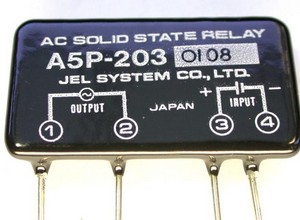 AC SOLID STATE RELAY
A5P-203 0108
JEL SYSTEM CO., LTD.
+ -
OUTPUT JAPAN INPUT
1 2 3 4